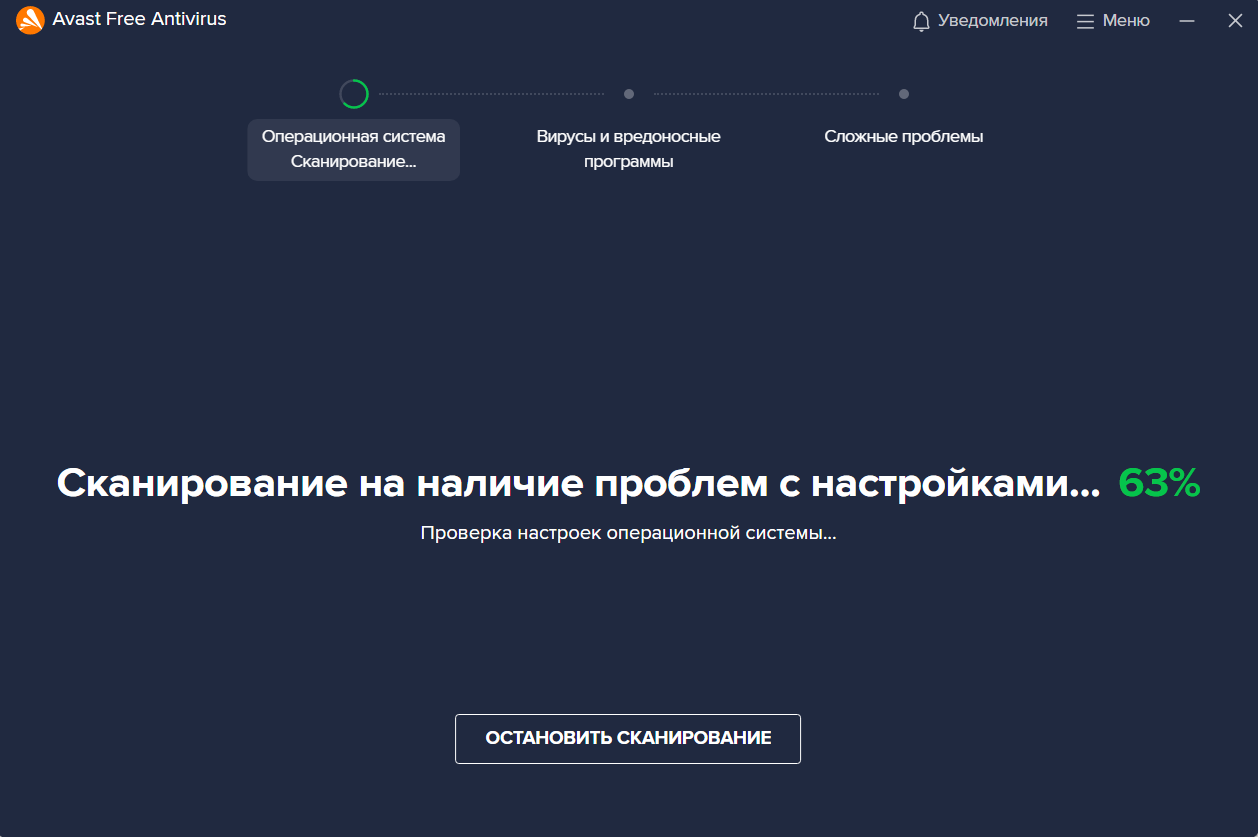 Avast Free Antivirus
Уведомления
Меню
Операционная система
Сканирование...
Вирусы и вредоносные
программы
Сложные проблемы
Сканирование на наличие проблем с настройками... 63%
Проверка настроек операционной системы...
ОСТАНОВИТЬ СКАНИРОВАНИЕ